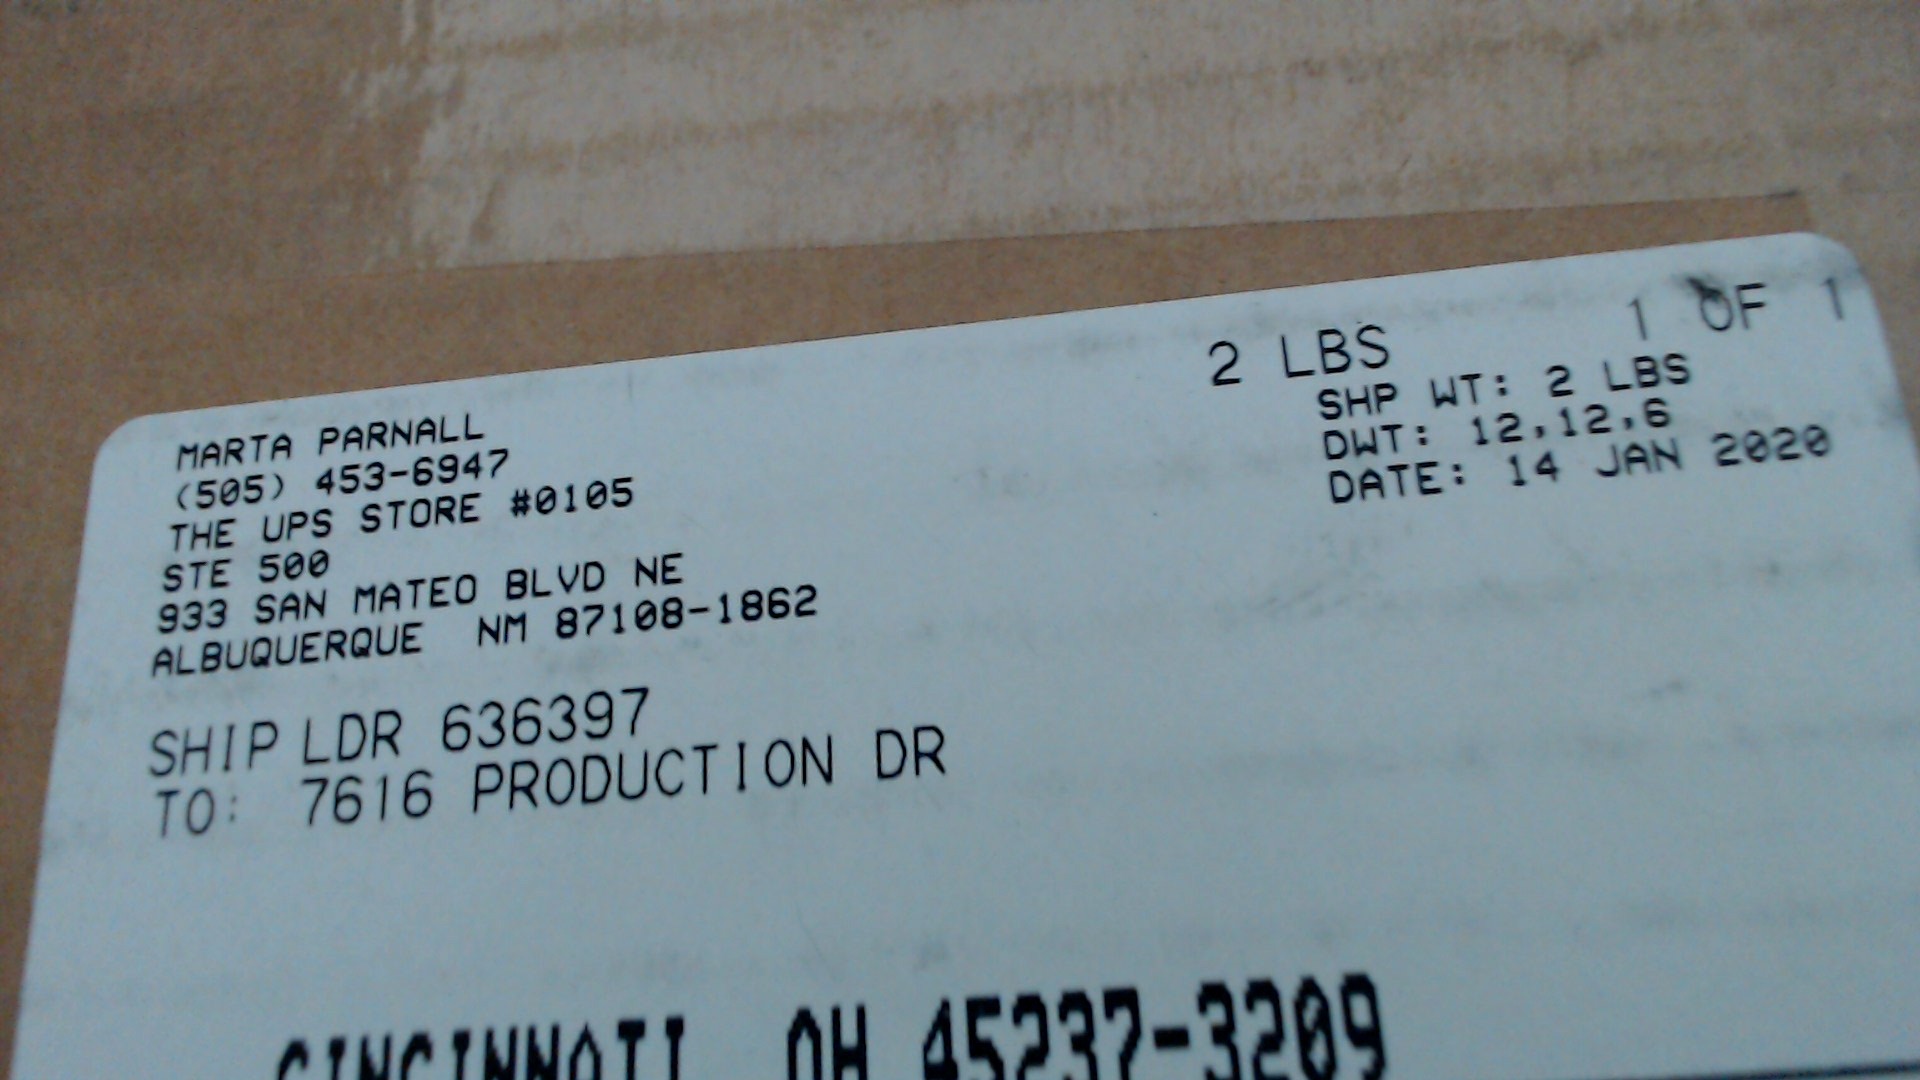 MARTA PARNALL
(505) 453-6947
THE UPS STORE #0105
STE 500
933 SAN MATEO BLVD NE
ALBUQUERQUE NM 87108-1862
2 LBS
1 OF 1
SHP WT: 2 LBS
DWT: 12,12,6
DATE: 14 JAN 2020
SHIP LDR 636397
TO: 7616 PRODUCTION DR
CINCINNATI OH 45237-3209